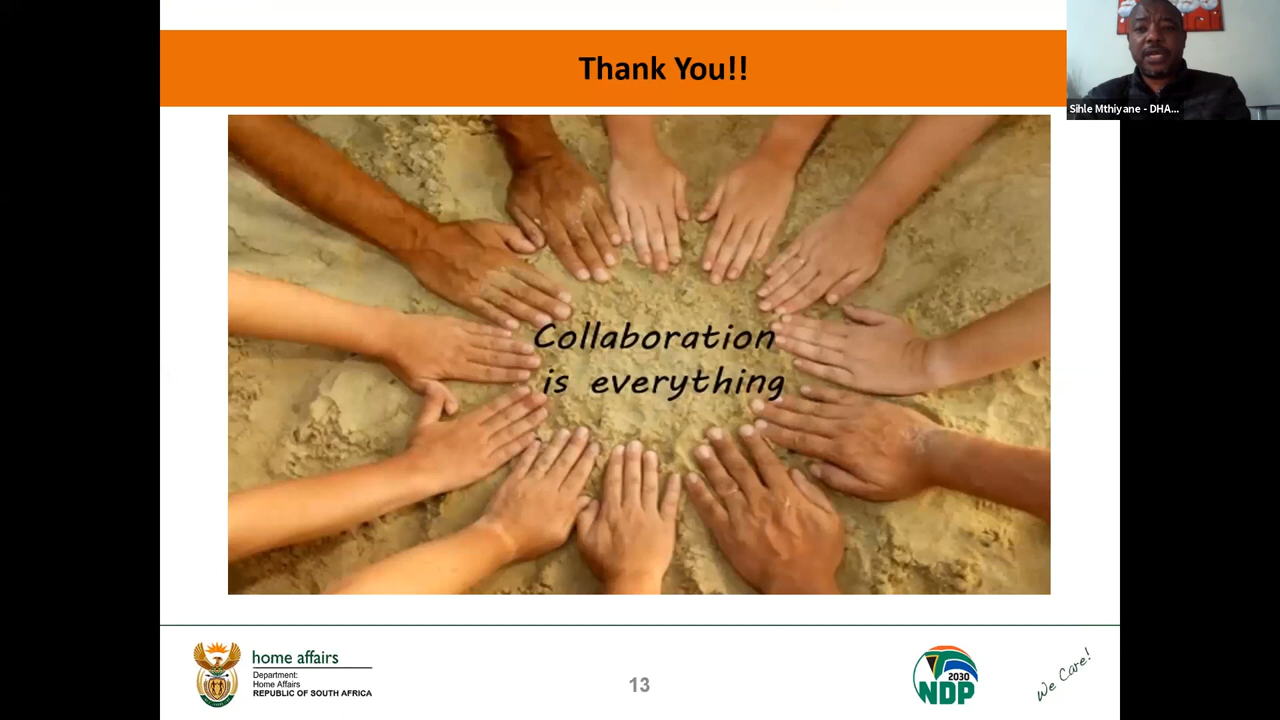 Thank You!!
Sihle Mthiyane - DHA...
Collaboration
is everything
home affairs
Department:
Home Affairs
REPUBLIC OF SOUTH AFRICA
13
2030
NDP
We Care!